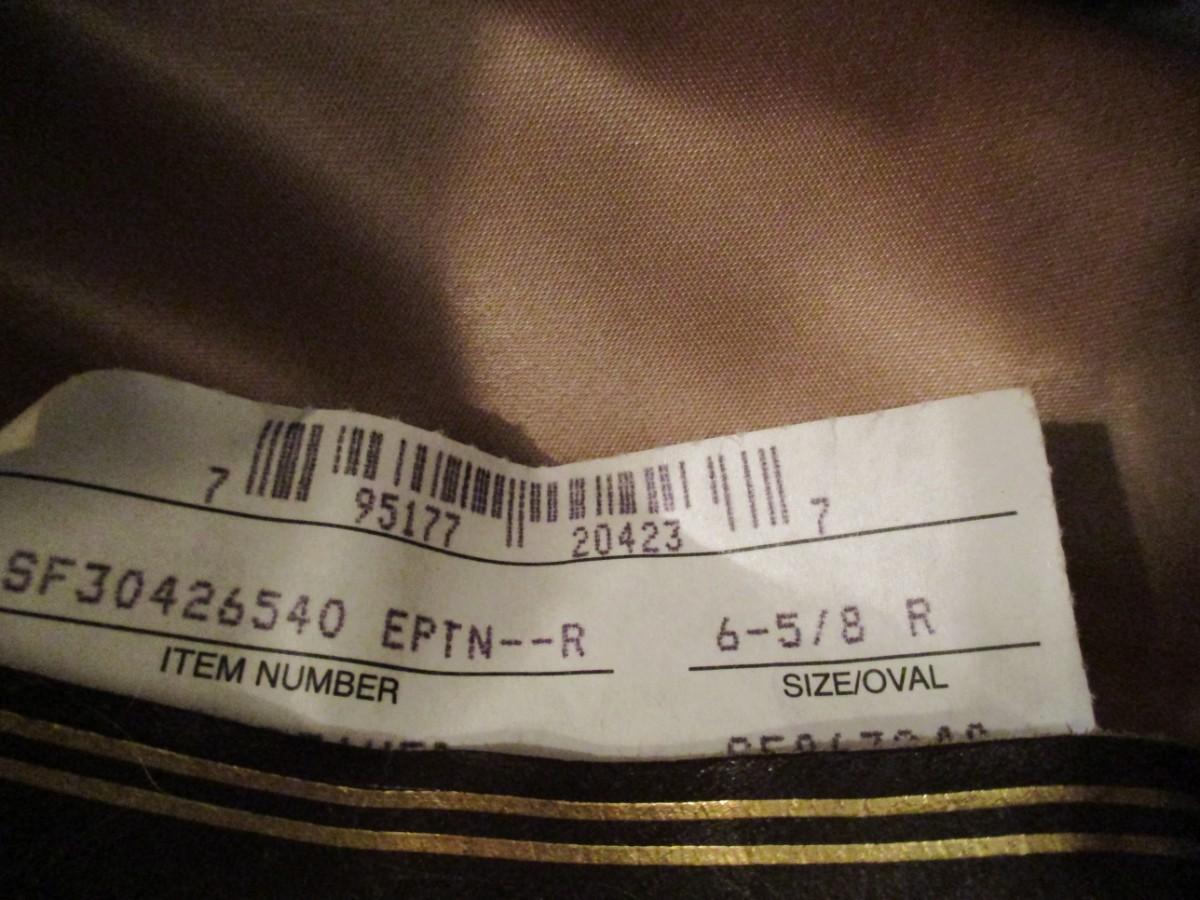 7 95177 20423 7
SF30426540 EPTN--R 6-5/8 R
ITEM NUMBER SIZE/OVAL